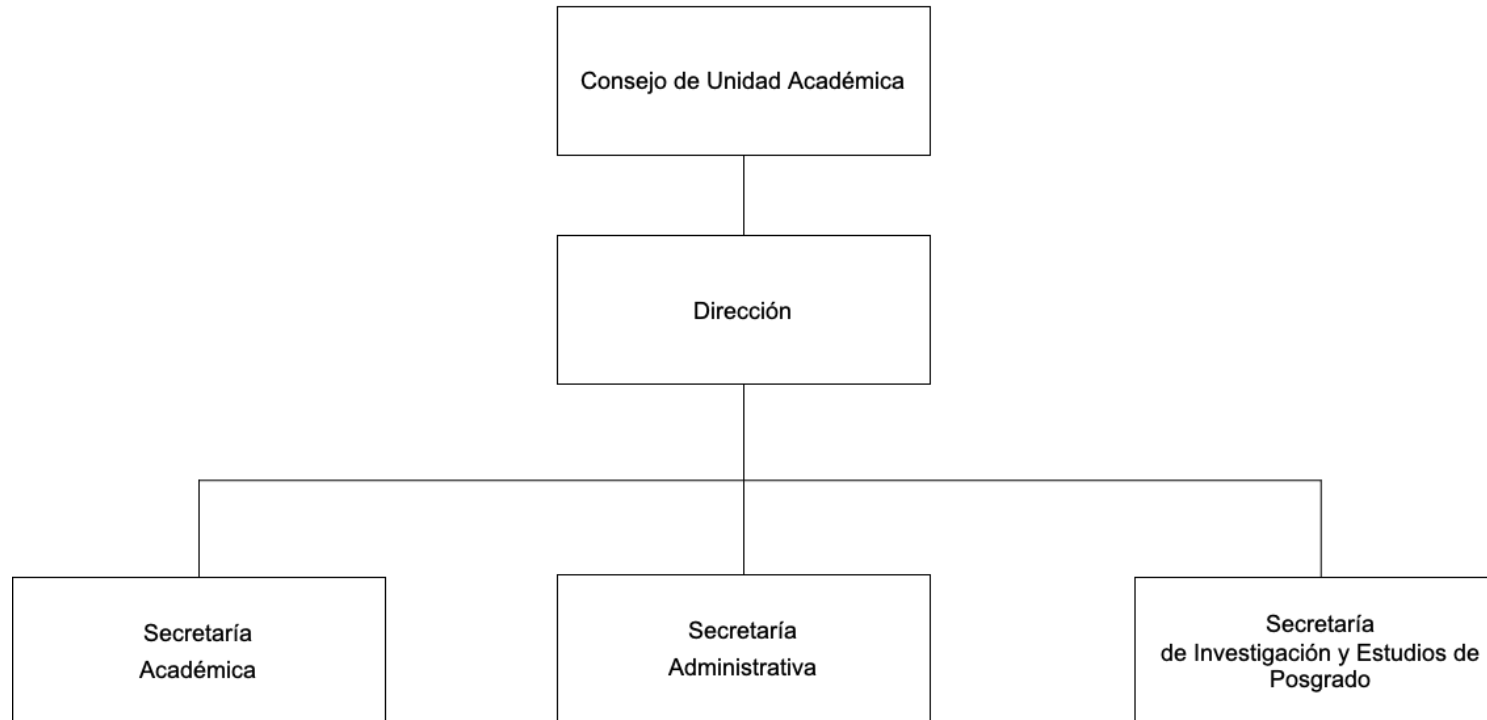 Consejo de Unidad Académica
Dirección
Secretaría
Académica
Secretaría
Administrativa
Secretaría
de Investigación y Estudios de
Posgrado